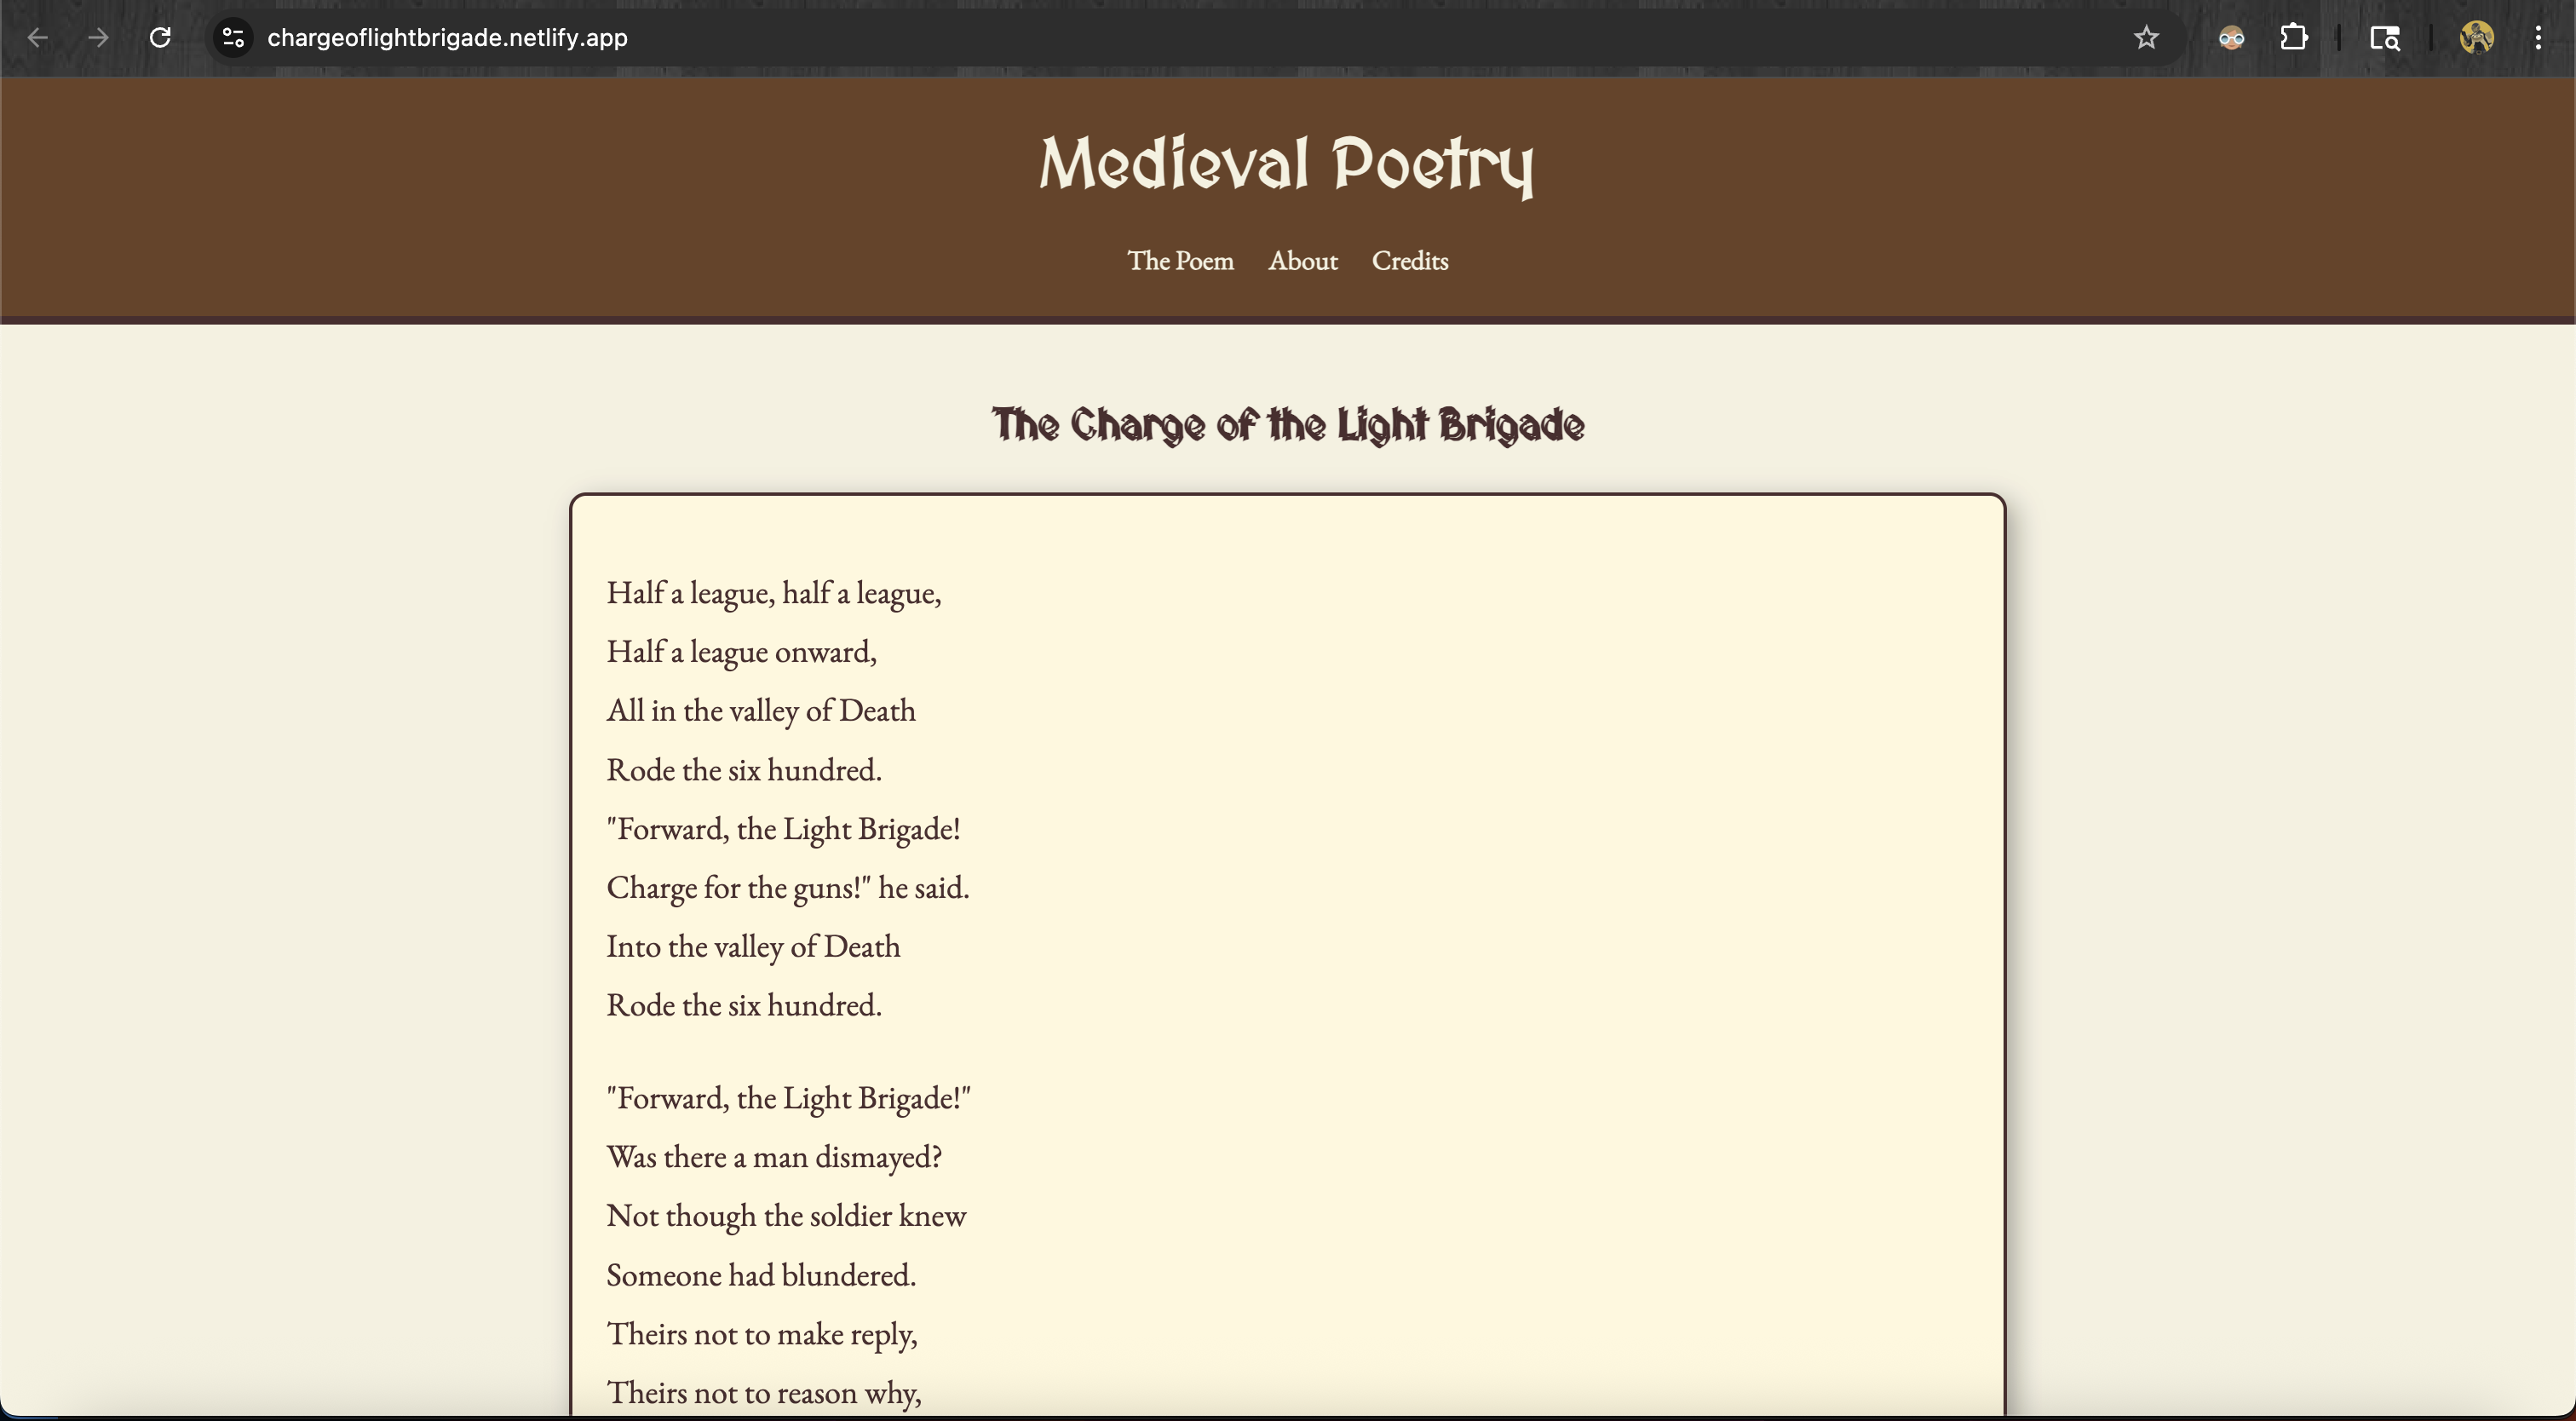 chargeoflightbrigade.netlify.app
Medieval Poetry
The Poem About Credits
The Charge of the Light Brigade
Half a league, half a league,
Half a league onward,
All in the valley of Death
Rode the six hundred.
"Forward, the Light Brigade!
Charge for the guns!" he said.
Into the valley of Death
Rode the six hundred.
"Forward, the Light Brigade!"
Was there a man dismayed?
Not though the soldier knew
Someone had blundered.
Theirs not to make reply,
Theirs not to reason why,